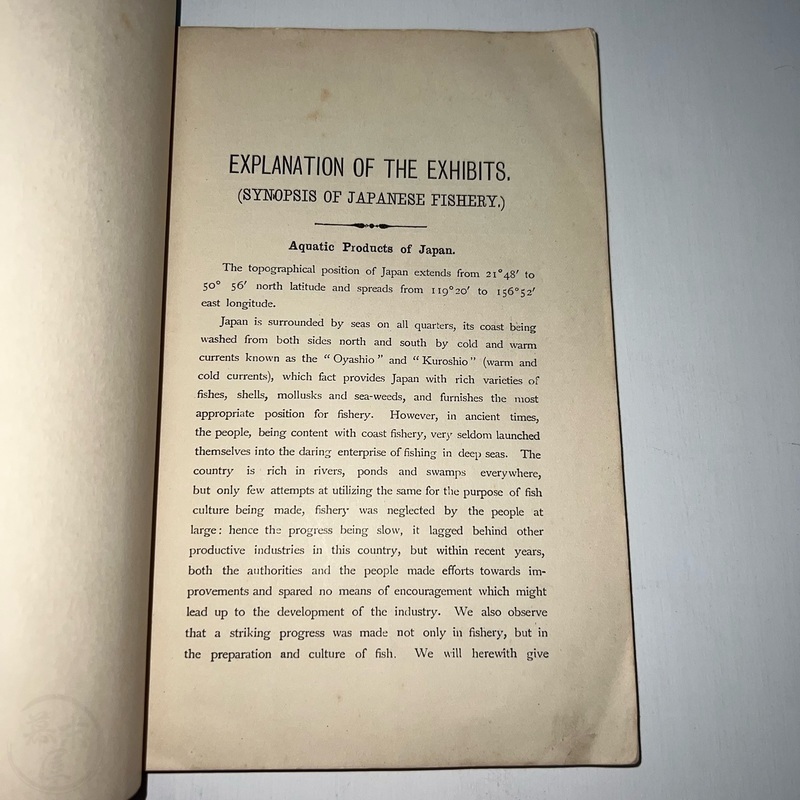 EXPLANATION OF THE EXHIBITS.
(SYNOPSIS OF JAPANESE FISHERY.)
Aquatic Products of Japan.
The topographical position of Japan extends from 21°48′ to
50° 56′ north latitude and spreads from 119°20′ to 156°52′
east longitude.
Japan is surrounded by seas on all quarters, its coast being
washed from both sides north and south by cold and warm
currents known as the “Oyashio” and “Kuroshio” (warm and
cold currents), which fact provides Japan with rich varieties of
fishes, shells, mollusks and sea-weeds, and furnishes the most
appropriate position for fishery. However, in ancient times,
the people, being content with coast fishery, very seldom launched
themselves into the daring enterprise of fishing in deep seas. The
country is rich in rivers, ponds and swamps everywhere,
but only few attempts at utilizing the same for the purpose of fish
culture being made, fishery was neglected by the people at
large: hence the progress being slow, it lagged behind other
productive industries in this country, but within recent years,
both the authorities and the people made efforts towards im-
provements and spared no means of encouragement which might
lead up to the development of the industry. We also observe
that a striking progress was made not only in fishery, but in
the preparation and culture of fish. We will herewith give